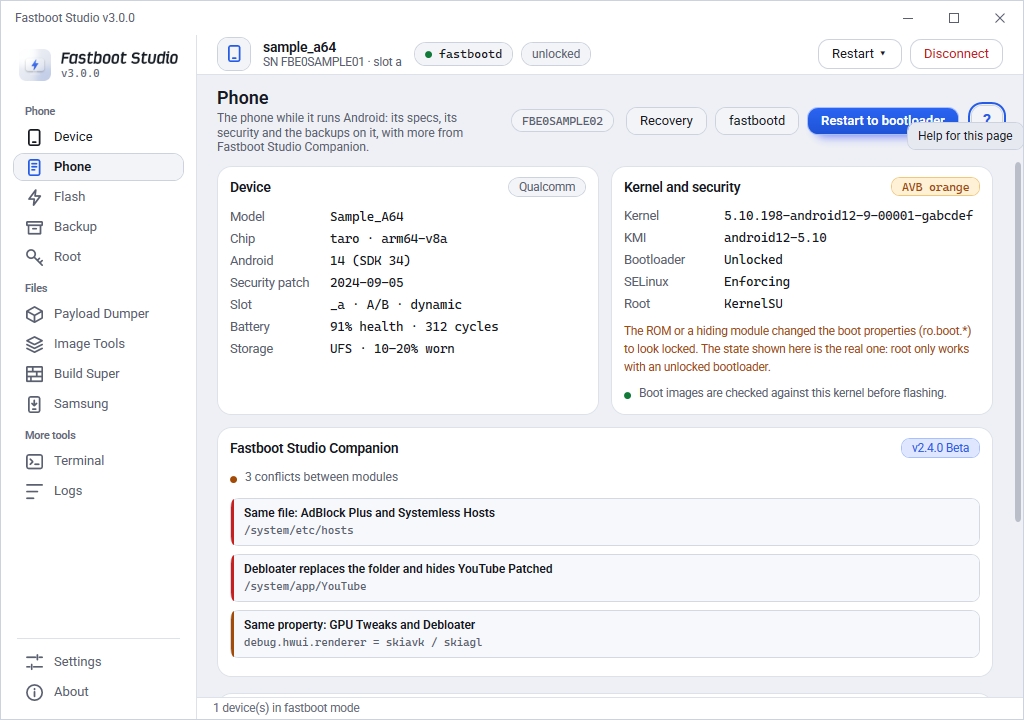 Fastboot Studio v3.0.0
Fastboot Studio
v3.0.0
Phone
Device
Phone
Flash
Backup
Root
Files
Payload Dumper
Image Tools
Build Super
Samsung
More tools
Terminal
Logs
Settings
About
sample_a64
SN FBE0SAMPLE01 · slot a
fastbootd
unlocked
Restart
Disconnect
Phone
The phone while it runs Android: its specs, its
security and the backups on it, with more from
Fastboot Studio Companion.
FBE0SAMPLE02
Recovery
fastbootd
Restart to bootloader
?
Help for this page
Device
Qualcomm
Model Sample_A64
Chip taro · arm64-v8a
Android 14 (SDK 34)
Security patch 2024-09-05
Slot _a · A/B · dynamic
Battery 91% health · 312 cycles
Storage UFS · 10-20% worn
Kernel and security
AVB orange
Kernel 5.10.198-android12-9-00001-gabcdef
KMI android12-5.10
Bootloader Unlocked
SELinux Enforcing
Root KernelSU
The ROM or a hiding module changed the boot properties (ro.boot.*)
to look locked. The state shown here is the real one: root only works
with an unlocked bootloader.
Boot images are checked against this kernel before flashing.
Fastboot Studio Companion
v2.4.0 Beta
3 conflicts between modules
Same file: AdBlock Plus and Systemless Hosts
/system/etc/hosts
Debloater replaces the folder and hides YouTube Patched
/system/app/YouTube
Same property: GPU Tweaks and Debloater
debug.hwui.renderer = skiavk / skiagl
1 device(s) in fastboot mode